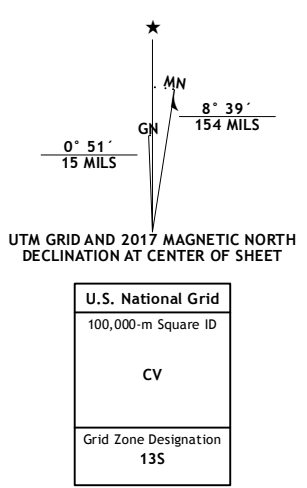 ★
MN
8° 39´
154 MILS
GN
0° 51´
15 MILS
UTM GRID AND 2017 MAGNETIC NORTH
DECLINATION AT CENTER OF SHEET
U.S. National Grid
100,000-m Square ID
CV
Grid Zone Designation
13S